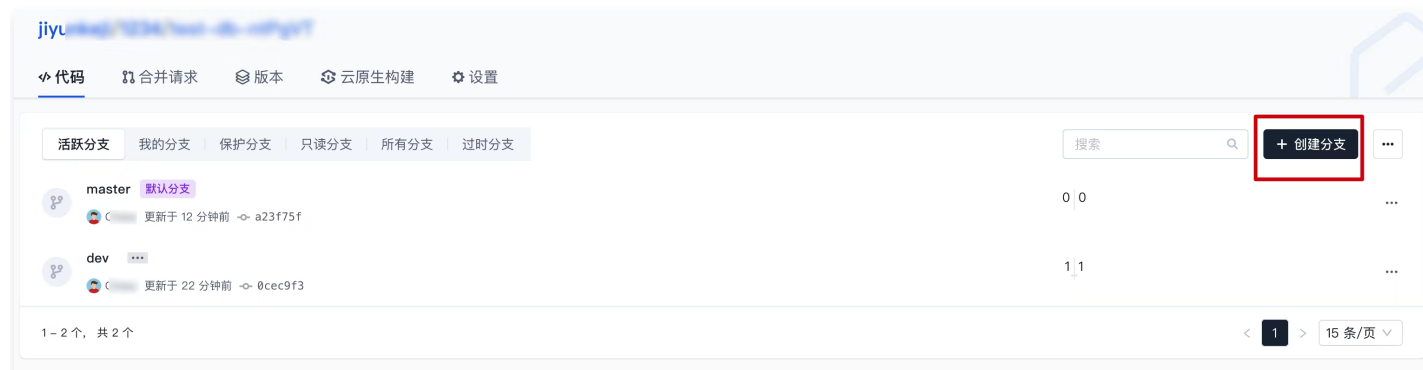 jiyu
代码 合并请求 版本 云原生构建 设置
活跃分支 我的分支 保护分支 只读分支 所有分支 过时分支 搜索 + 创建分支 ...
master 默认分支 0 0 ...
更新于 12 分钟前 a23f75f
dev ... 1 1 ...
更新于 22 分钟前 0cec9f3
1 - 2 个， 共 2 个 < 1 > 15 条/页